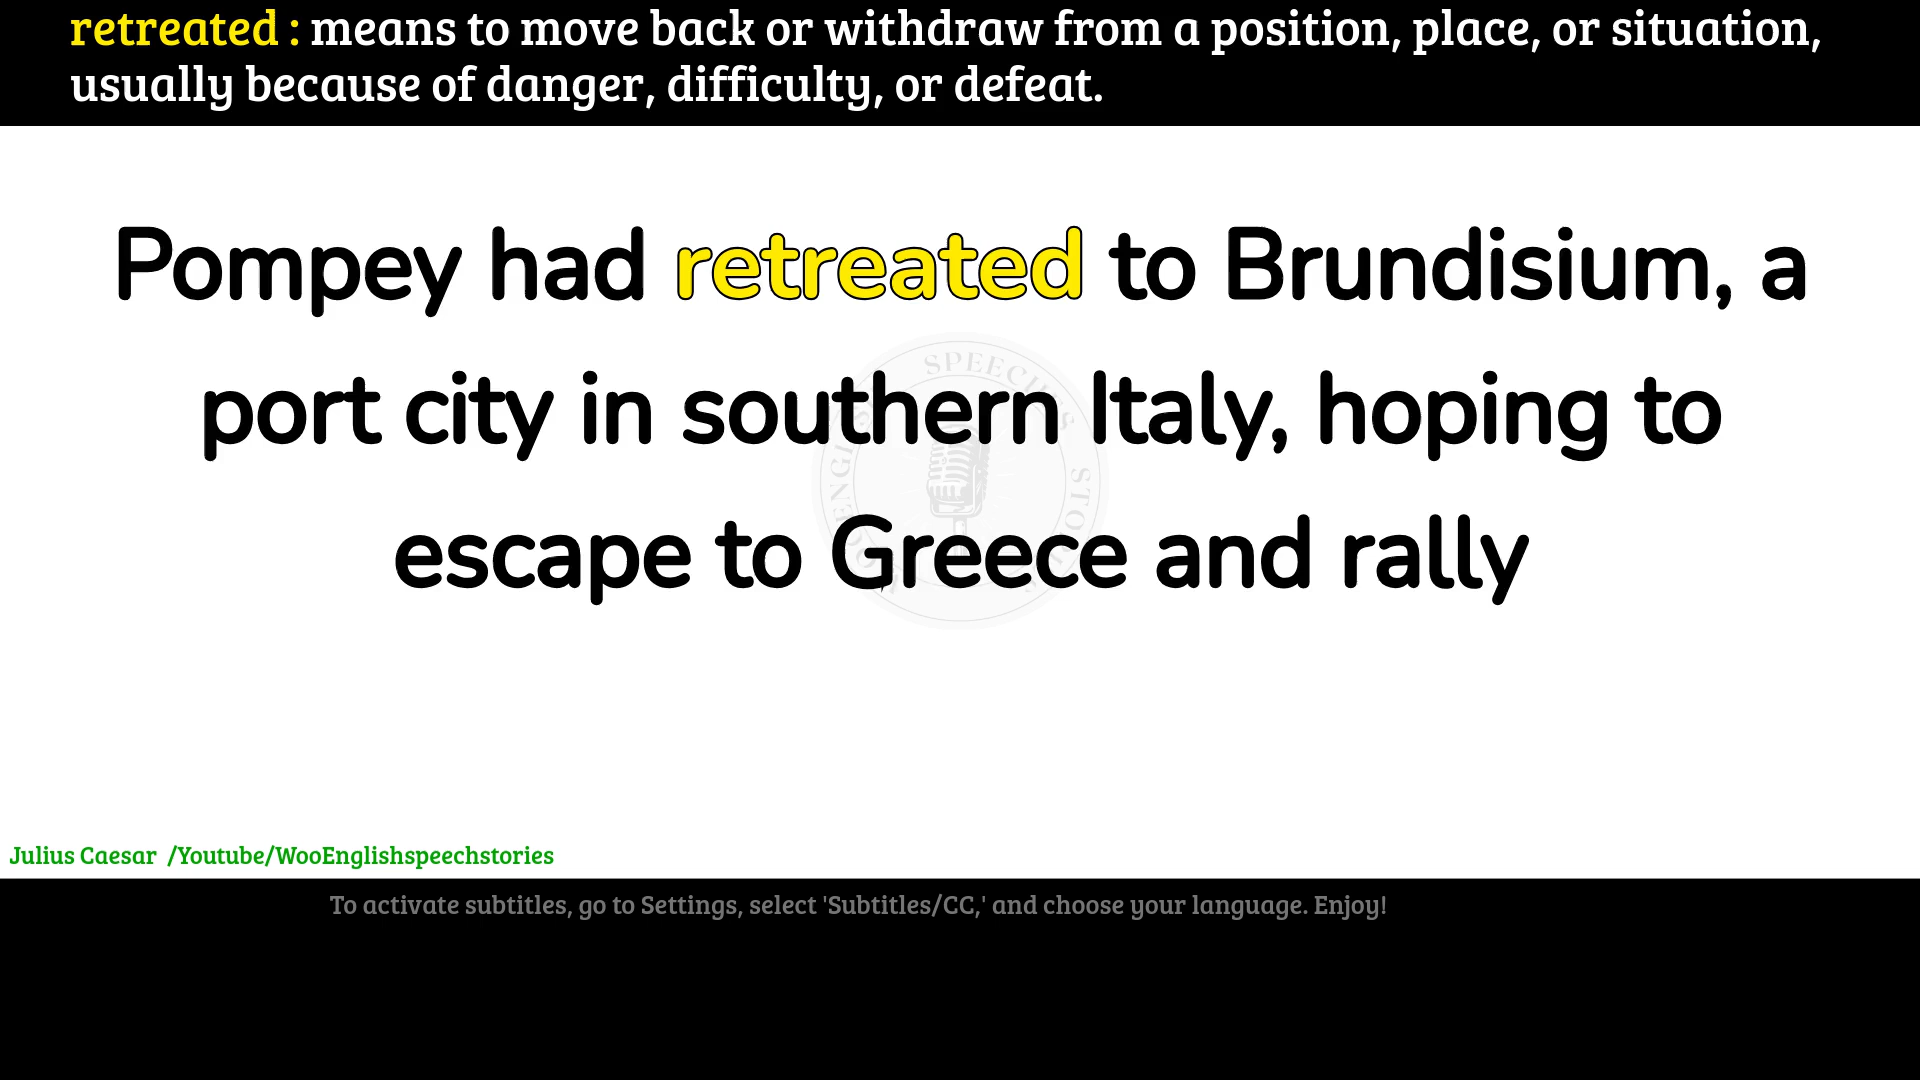 retreated : means to move back or withdraw from a position, place, or situation,
usually because of danger, difficulty, or defeat.
Pompey had retreated to Brundisium, a
port city in southern Italy, hoping to
escape to Greece and rally
SPEECHES
Julius Caesar /Youtube/WooEnglishspeechstories
To activate subtitles, go to Settings, select 'Subtitles/CC,' and choose your language. Enjoy!